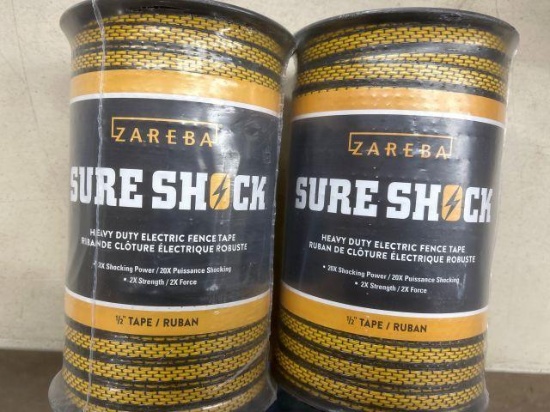 ZAREBA
SURE SHOCK
HEAVY DUTY ELECTRIC FENCE TAPE
RUBAN DE CLÔTURE ÉLECTRIQUE ROBUSTE
• 20X Shocking Power / 20X Puissance Shocking
• 2X Strength / 2X Force
½" TAPE / RUBAN
ZAREBA
SURE SHOCK
HEAVY DUTY ELECTRIC FENCE TAPE
RUBAN DE CLÔTURE ÉLECTRIQUE ROBUSTE
• 20X Shocking Power / 20X Puissance Shocking
• 2X Strength / 2X Force
½" TAPE / RUBAN